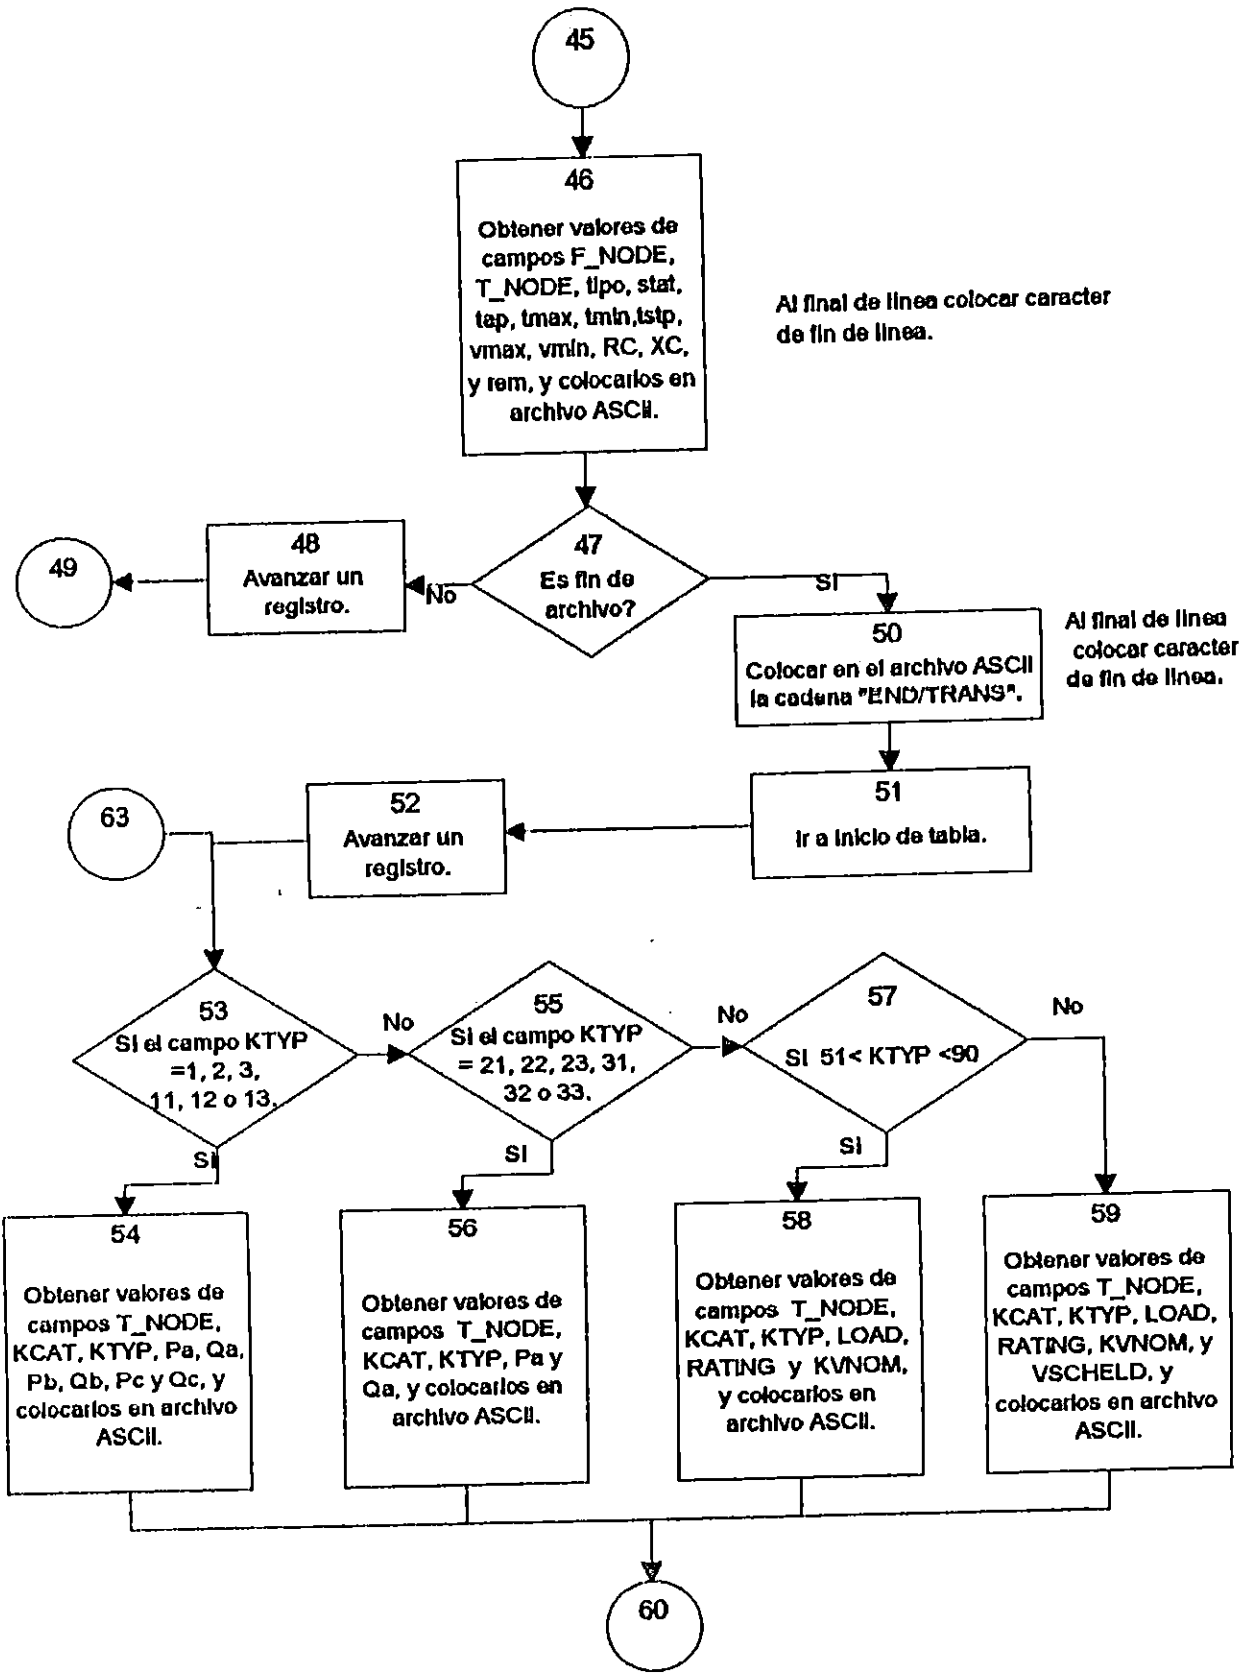 45
46
Obtener valores de
campos F_NODE,
T_NODE, tipo, stat,
tap, tmax, tmin,tstp,
vmax, vmin, RC, XC,
y rem, y colocarlos en
archivo ASCII.
Al final de linea colocar caracter
de fin de linea.
47
Es fin de
archivo?
No
SI
48
Avanzar un
registro.
49
50
Colocar en el archivo ASCII
la cadena "END/TRANS".
Al final de linea
colocar caracter
de fin de linea.
51
Ir a inicio de tabla.
52
Avanzar un
registro.
63
53
Si el campo KTYP
=1, 2, 3,
11, 12 o 13.
No
SI
55
Si el campo KTYP
= 21, 22, 23, 31,
32 o 33.
No
SI
57
Si 51< KTYP <90
No
SI
54
Obtener valores de
campos T_NODE,
KCAT, KTYP, Pa, Qa,
Pb, Qb, Pc y Qc, y
colocarlos en archivo
ASCII.
56
Obtener valores de
campos T_NODE,
KCAT, KTYP, Pa y
Qa, y colocarlos en
archivo ASCII.
58
Obtener valores de
campos T_NODE,
KCAT, KTYP, LOAD,
RATING y KVNOM,
y colocarlos en
archivo ASCII.
59
Obtener valores de
campos T_NODE,
KCAT, KTYP, LOAD,
RATING, KVNOM, y
VSCHELD, y
colocarlos en archivo
ASCII.
60